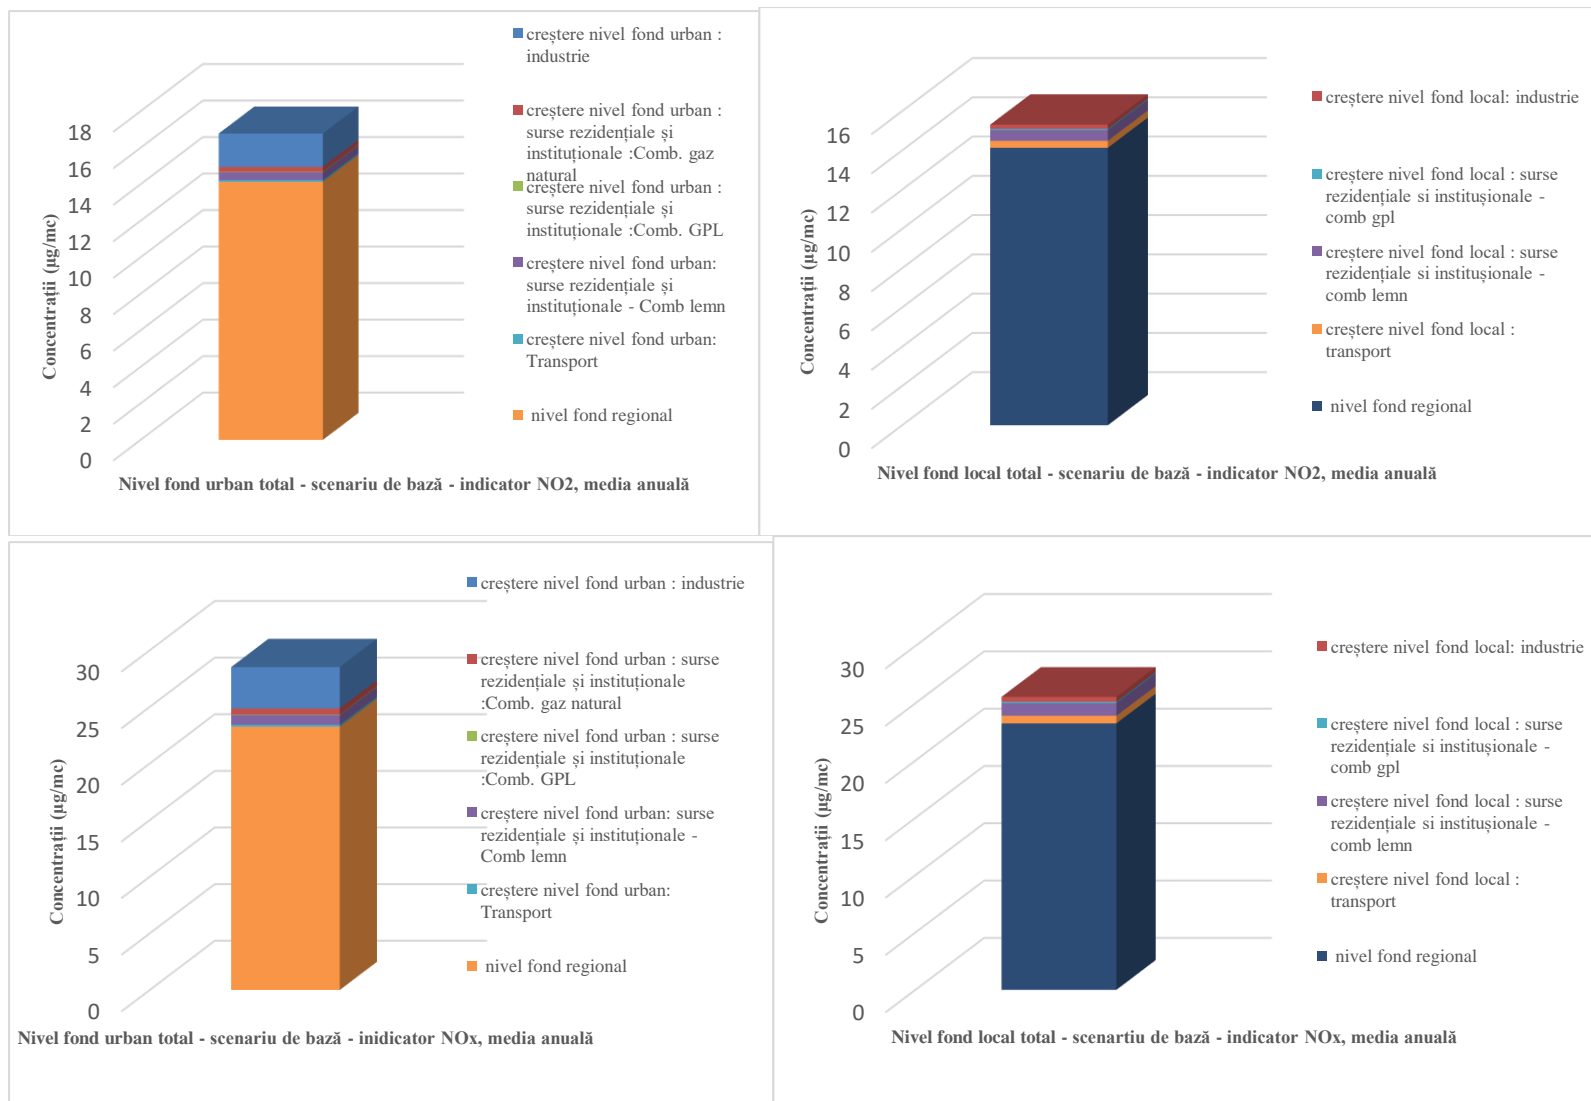 18
16
14
12
10
8
6
4
2
0
Concentrații (µg/mc)
creștere nivel fond urban :
industrie
creștere nivel fond urban :
surse rezidențiale și
instituționale :Comb. gaz
natural
creștere nivel fond urban :
surse rezidențiale și
instituționale :Comb. GPL
creștere nivel fond urban:
surse rezidențiale și
instituționale - Comb lemn
creștere nivel fond urban:
Transport
nivel fond regional
Nivel fond urban total - scenariu de bază - indicator NO2, media anuală
16
14
12
10
8
6
4
2
0
Concentrații (µg/mc)
creștere nivel fond local: industrie
creștere nivel fond local : surse
rezidențiale si institușionale -
comb gpl
creștere nivel fond local : surse
rezidențiale si institușionale -
comb lemn
creștere nivel fond local :
transport
nivel fond regional
Nivel fond local total - scenariu de bază - indicator NO2, media anuală
30
25
20
15
10
5
0
Concentrații (µg/mc)
creștere nivel fond urban : industrie
creștere nivel fond urban : surse
rezidențiale și instituționale
:Comb. gaz natural
creștere nivel fond urban : surse
rezidențiale și instituționale
:Comb. GPL
creștere nivel fond urban: surse
rezidențiale și instituționale -
Comb lemn
creștere nivel fond urban:
Transport
nivel fond regional
Nivel fond urban total - scenariu de bază - inidicator NOx, media anuală
30
25
20
15
10
5
0
Concentrații (µg/mc)
creștere nivel fond local: industrie
creștere nivel fond local : surse
rezidențiale si institușionale -
comb gpl
creștere nivel fond local : surse
rezidențiale si institușionale -
comb lemn
creștere nivel fond local :
transport
nivel fond regional
Nivel fond local total - scenartiu de bază - indicator NOx, media anuală